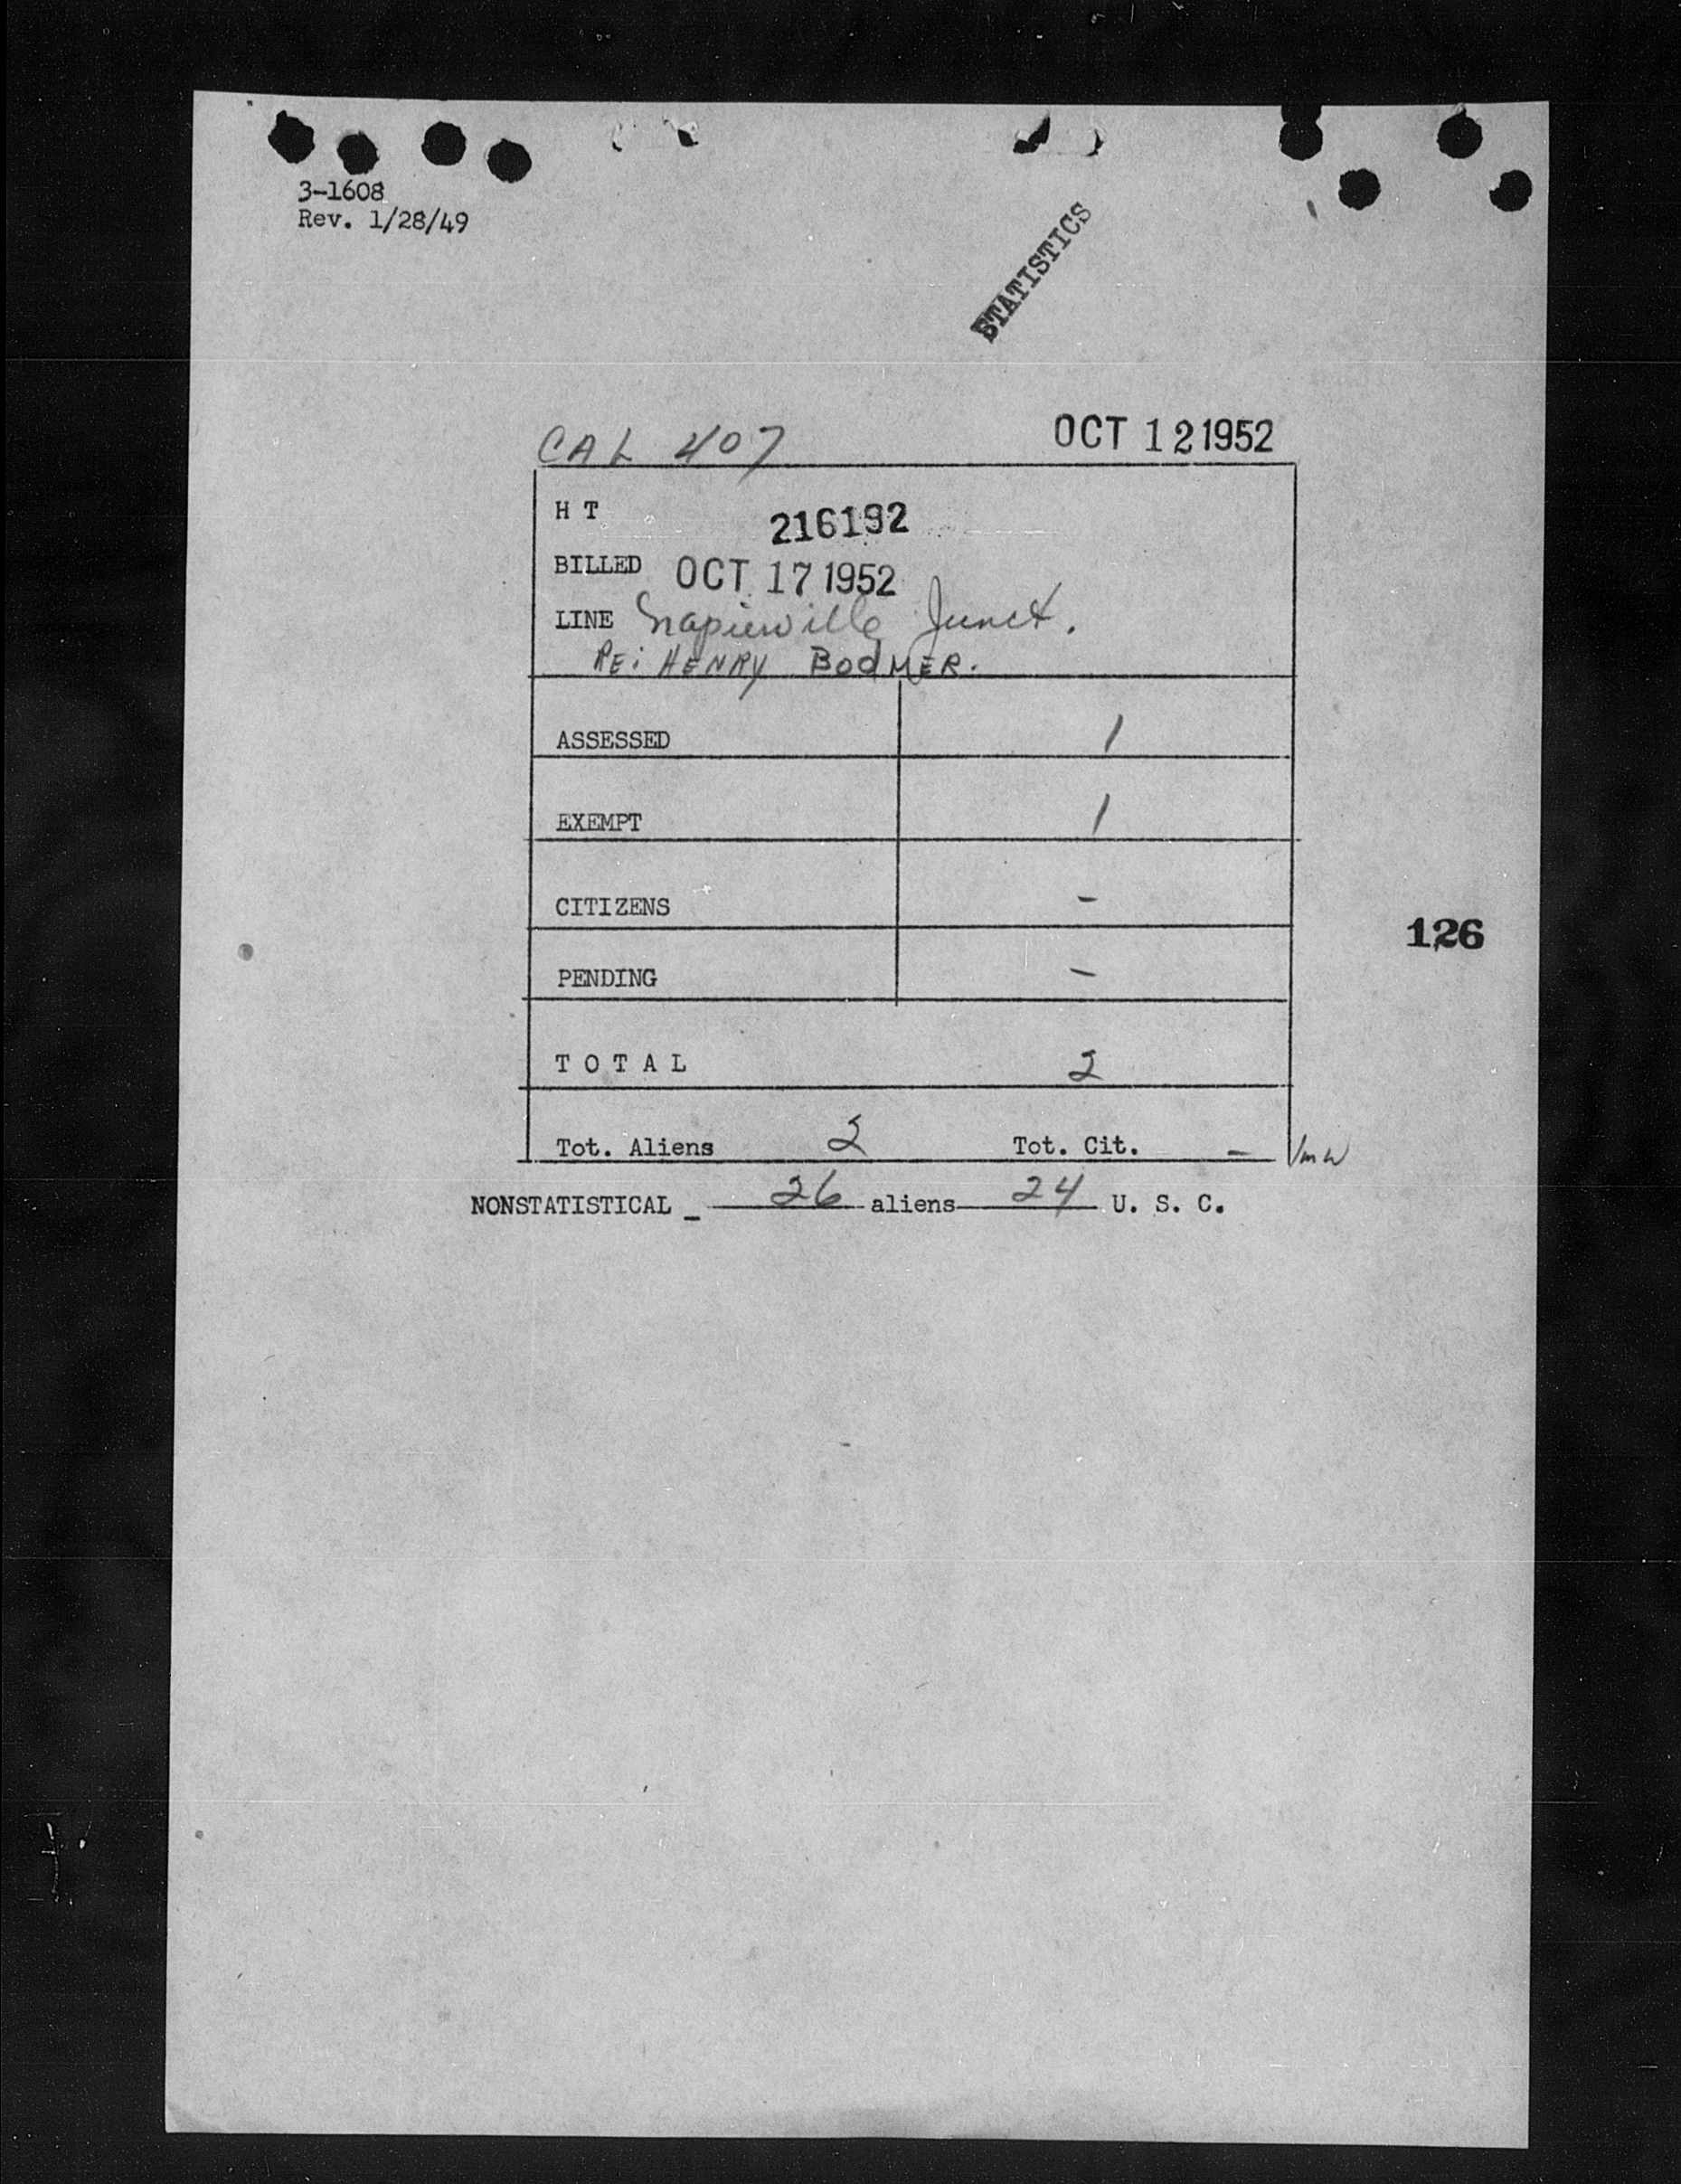 3-1608
Rev. 1/28/49
STATISTICS
CAL 407 OCT 12 1952
H T 216192
BILLED OCT 17 1952
LINE Napierville Junct.
Re: HENRY BODMER.
ASSESSED 1
EXEMPT 1
CITIZENS -
126
PENDING -
T O T A L 2
Tot. Aliens 2 Tot. Cit. - /mw
NONSTATISTICAL - 26 aliens 24 U. S. C.